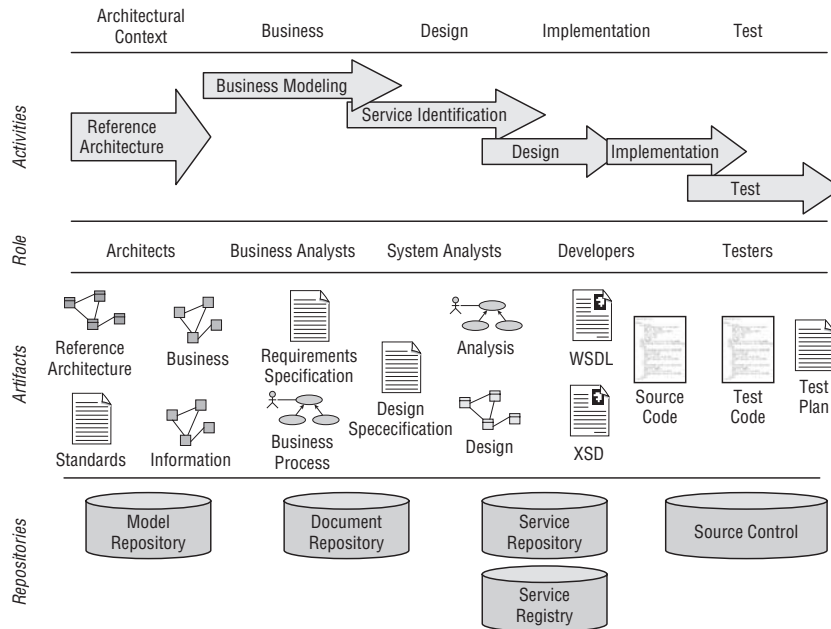 Architectural
Context
Business
Design
Implementation
Test
Activities
Business Modeling
Reference
Architecture
Service Identification
Design
Implementation
Test
Role
Architects
Business Analysts
System Analysts
Developers
Testers
Artifacts
Reference
Architecture
Business
Requirements
Specification
Analysis
WSDL
Source
Code
Test
Code
Test
Plan
Standards
Information
Business
Process
Design
Spececification
Design
XSD
Repositories
Model
Repository
Document
Repository
Service
Repository
Source Control
Service
Registry